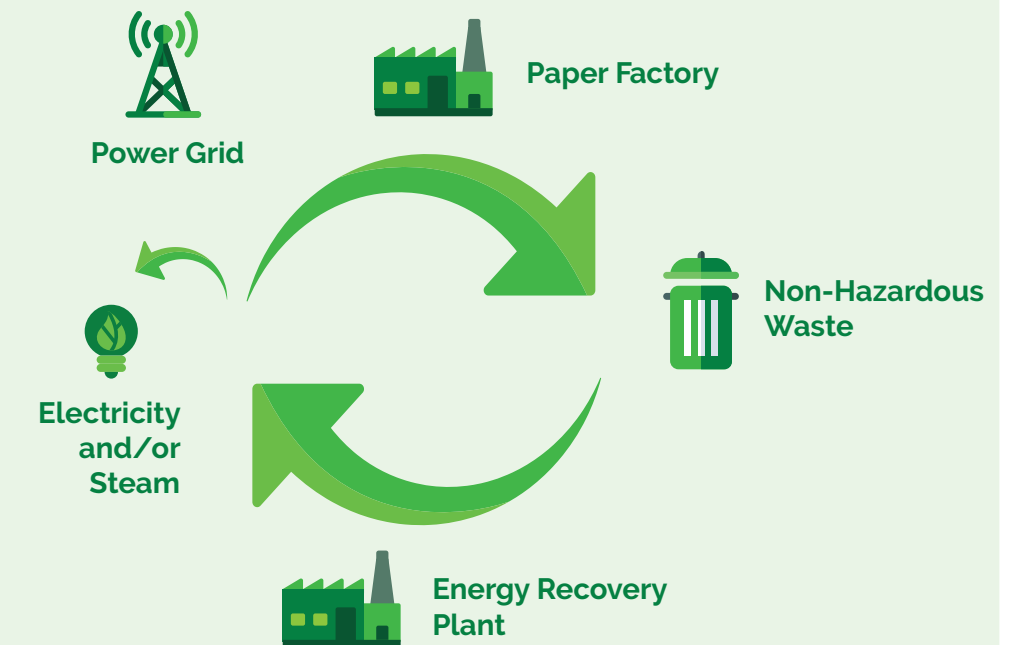 Paper Factory
Power Grid
Non-Hazardous
Waste
Electricity
and/or
Steam
Energy Recovery
Plant